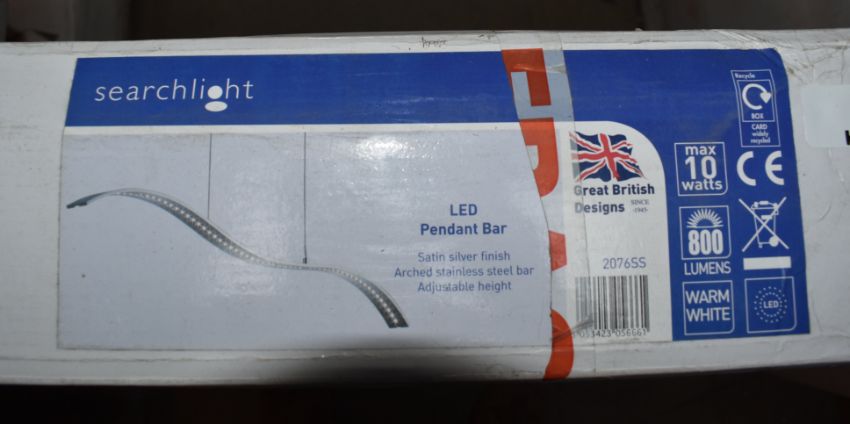 searchlight
LED
Pendant Bar
Satin silver finish
Arched stainless steel bar
Adjustable height
Great British
Designs SINCE
-1945-
2076SS
Recycle
BOX
CARD
widely
recycled
max
10
watts
CE
800
LUMENS
WARM
WHITE
LED